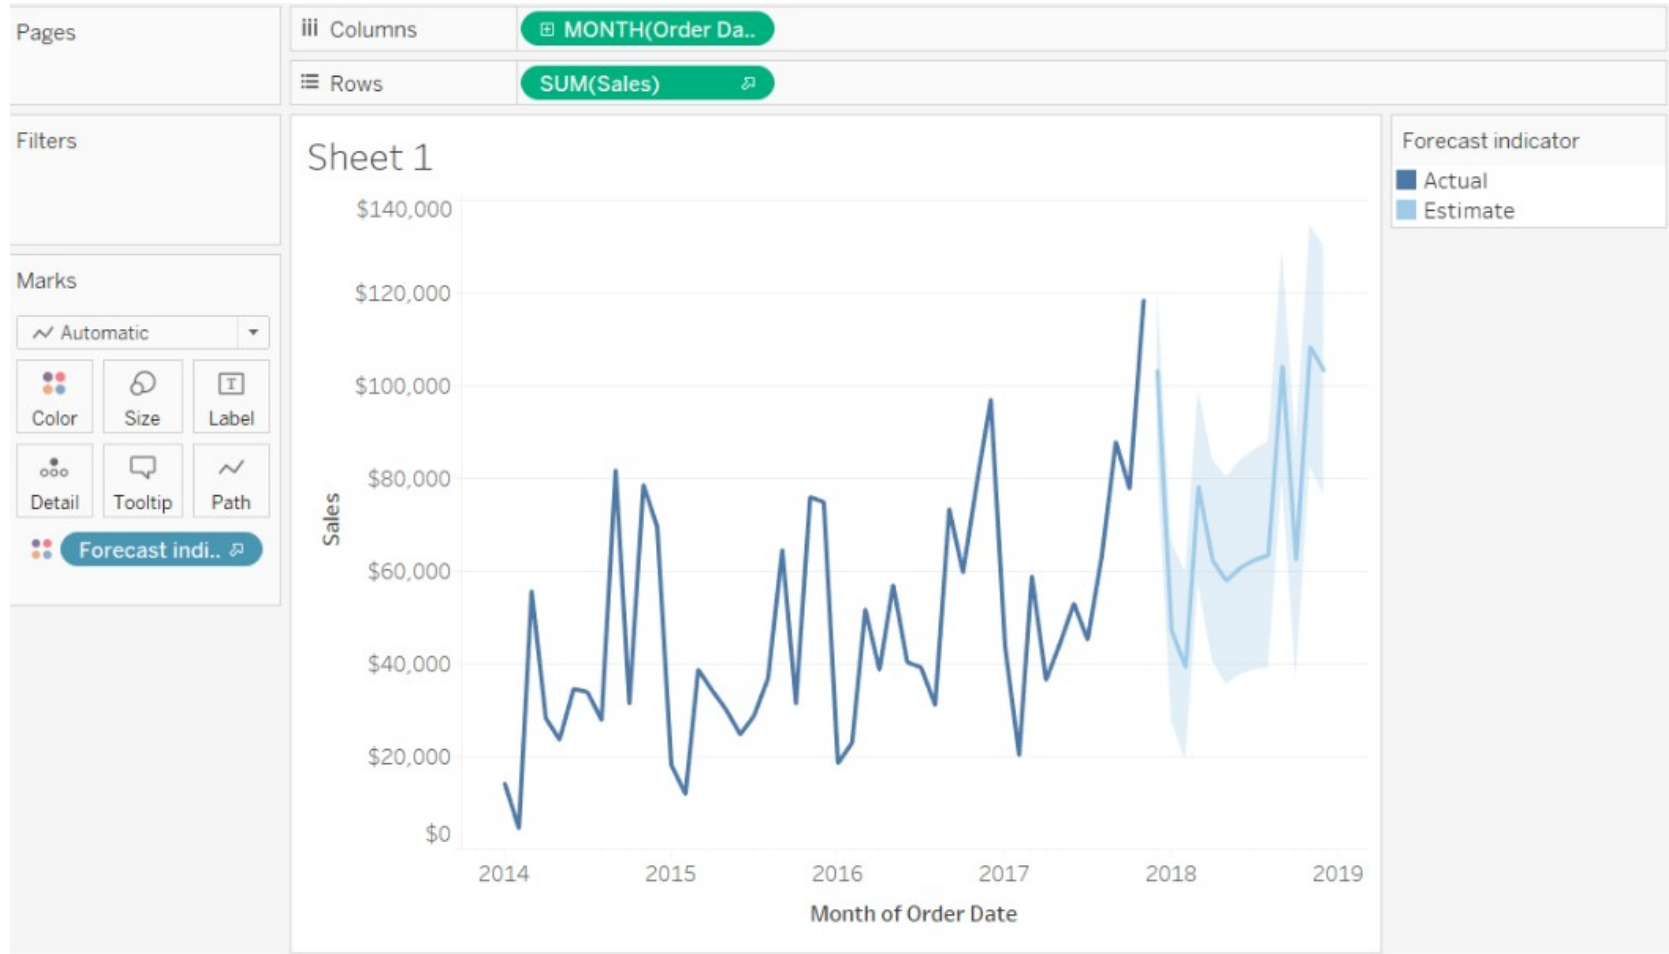 Pages
Columns
MONTH(Order Da..
Rows
SUM(Sales)
Filters
Marks
Automatic
Color
Size
Label
Detail
Tooltip
Path
Forecast indi..
Sheet 1
$140,000
$120,000
$100,000
$80,000
$60,000
$40,000
$20,000
$0
Sales
2014
2015
2016
2017
2018
2019
Month of Order Date
Forecast indicator
Actual
Estimate